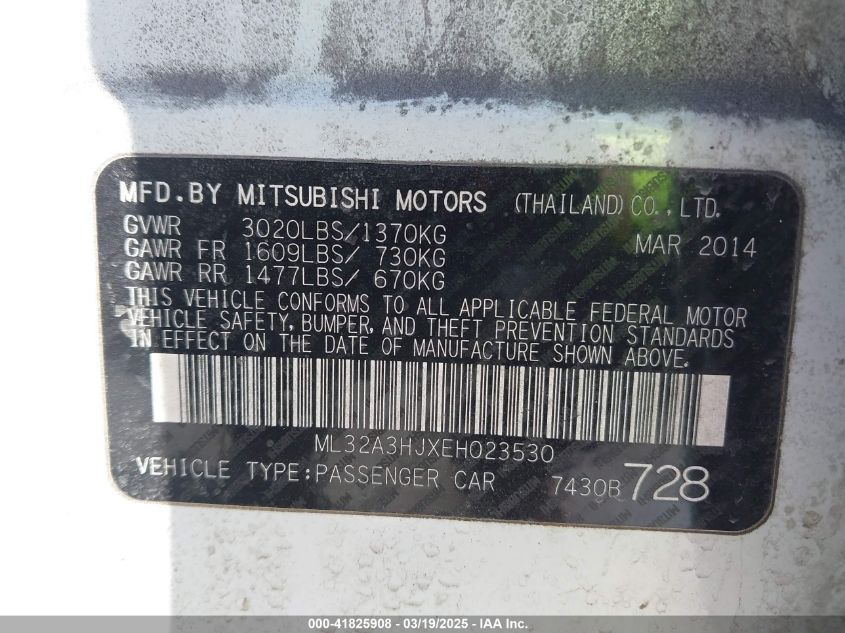 MFD.BY MITSUBISHI MOTORS (THAILAND) CO., LTD.
GVWR 3020LBS/1370KG MAR 2014
GAWR FR 1609LBS/ 730KG
GAWR RR 1477LBS/ 670KG
THIS VEHICLE CONFORMS TO ALL APPLICABLE FEDERAL MOTOR
VEHICLE SAFETY, BUMPER, AND THEFT PREVENTION STANDARDS
IN EFFECT ON THE DATE OF MANUFACTURE SHOWN ABOVE.
ML32A3HJXEH023530
VEHICLE TYPE:PASSENGER CAR 7430B 728
000-41825908 - 03/19/2025 - IAA Inc.